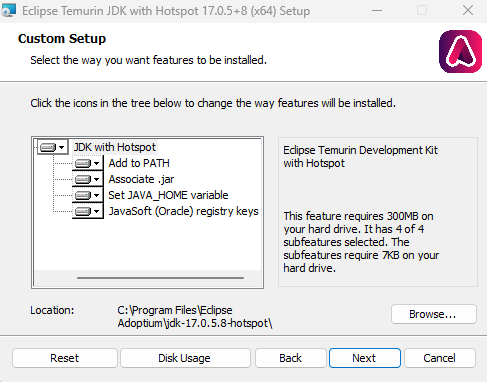 Eclipse Temurin JDK with Hotspot 17.0.5+8 (x64) Setup
Custom Setup
Select the way you want features to be installed.
Click the icons in the tree below to change the way features will be installed.
JDK with Hotspot
Add to PATH
Associate .jar
Set JAVA_HOME variable
JavaSoft (Oracle) registry keys
Eclipse Temurin Development Kit
with Hotspot
This feature requires 300MB on
your hard drive. It has 4 of 4
subfeatures selected. The
subfeatures require 7KB on your
hard drive.
Location:
C:\Program Files\Eclipse
Adoptium\jdk-17.0.5.8-hotspot\
Browse...
Reset
Disk Usage
Back
Next
Cancel